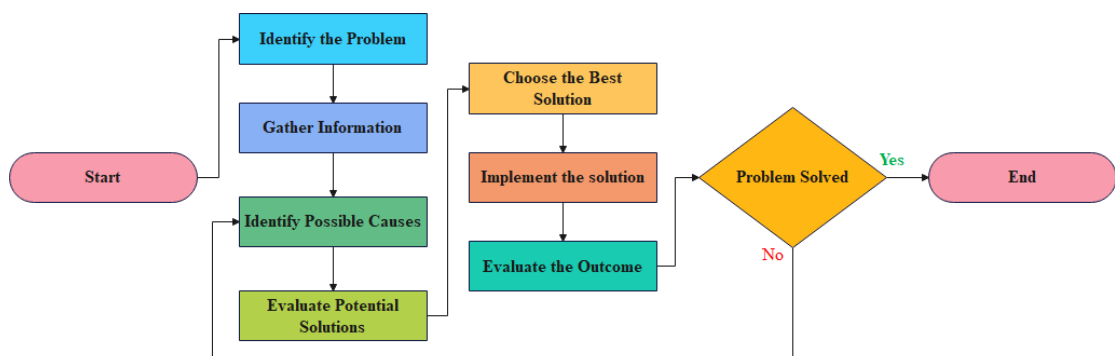 Start
Identify the Problem
Gather Information
Identify Possible Causes
Evaluate Potential
Solutions
Choose the Best
Solution
Implement the solution
Evaluate the Outcome
Problem Solved
Yes
No
End